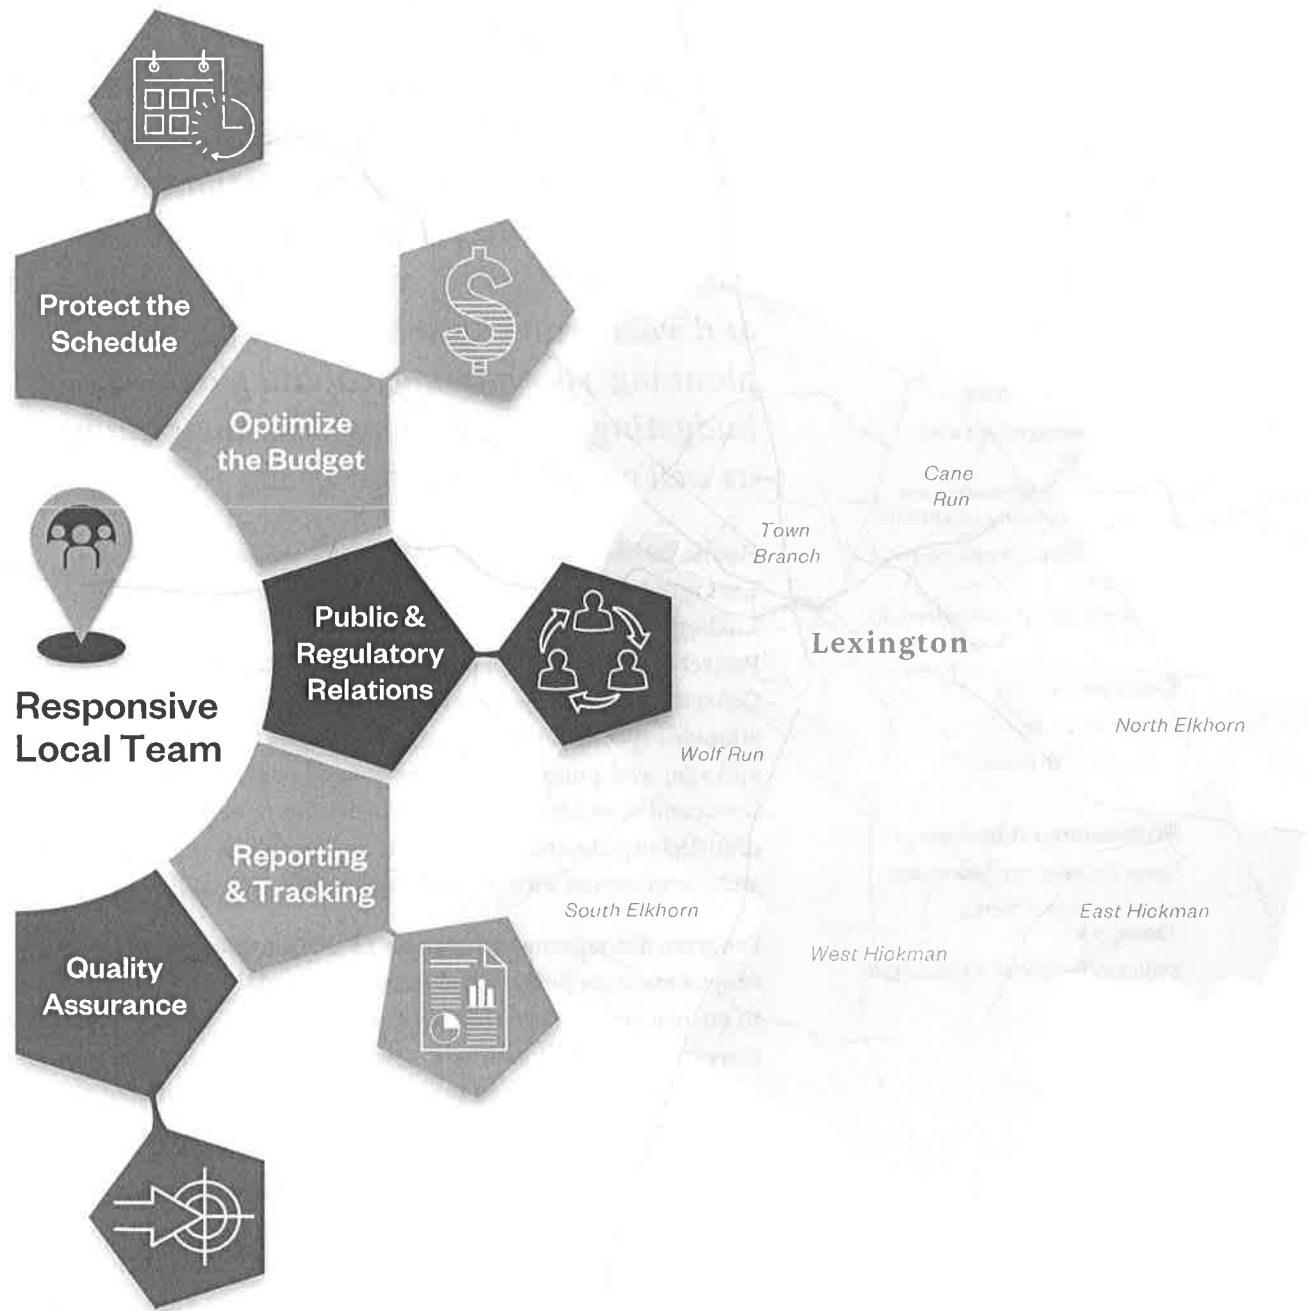 Protect the
Schedule
Optimize
the Budget
Public &
Regulatory
Relations
Responsive
Local Team
Reporting
& Tracking
Quality
Assurance
Cane
Run
Town
Branch
Lexington
North Elkhorn
Wolf Run
South Elkhorn
East Hickman
West Hickman